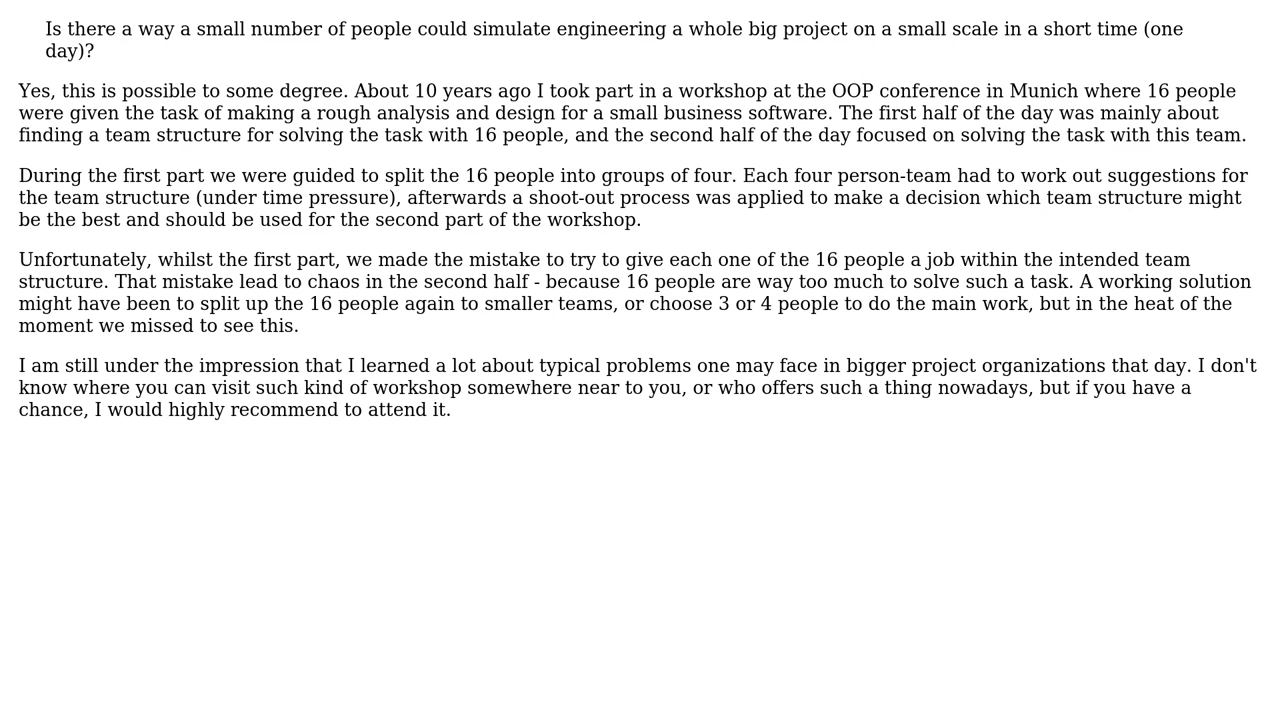 Is there a way a small number of people could simulate engineering a whole big project on a small scale in a short time (one
day)?
Yes, this is possible to some degree. About 10 years ago I took part in a workshop at the OOP conference in Munich where 16 people
were given the task of making a rough analysis and design for a small business software. The first half of the day was mainly about
finding a team structure for solving the task with 16 people, and the second half of the day focused on solving the task with this team.
During the first part we were guided to split the 16 people into groups of four. Each four person-team had to work out suggestions for
the team structure (under time pressure), afterwards a shoot-out process was applied to make a decision which team structure might
be the best and should be used for the second part of the workshop.
Unfortunately, whilst the first part, we made the mistake to try to give each one of the 16 people a job within the intended team
structure. That mistake lead to chaos in the second half - because 16 people are way too much to solve such a task. A working solution
might have been to split up the 16 people again to smaller teams, or choose 3 or 4 people to do the main work, but in the heat of the
moment we missed to see this.
I am still under the impression that I learned a lot about typical problems one may face in bigger project organizations that day. I don't
know where you can visit such kind of workshop somewhere near to you, or who offers such a thing nowadays, but if you have a
chance, I would highly recommend to attend it.